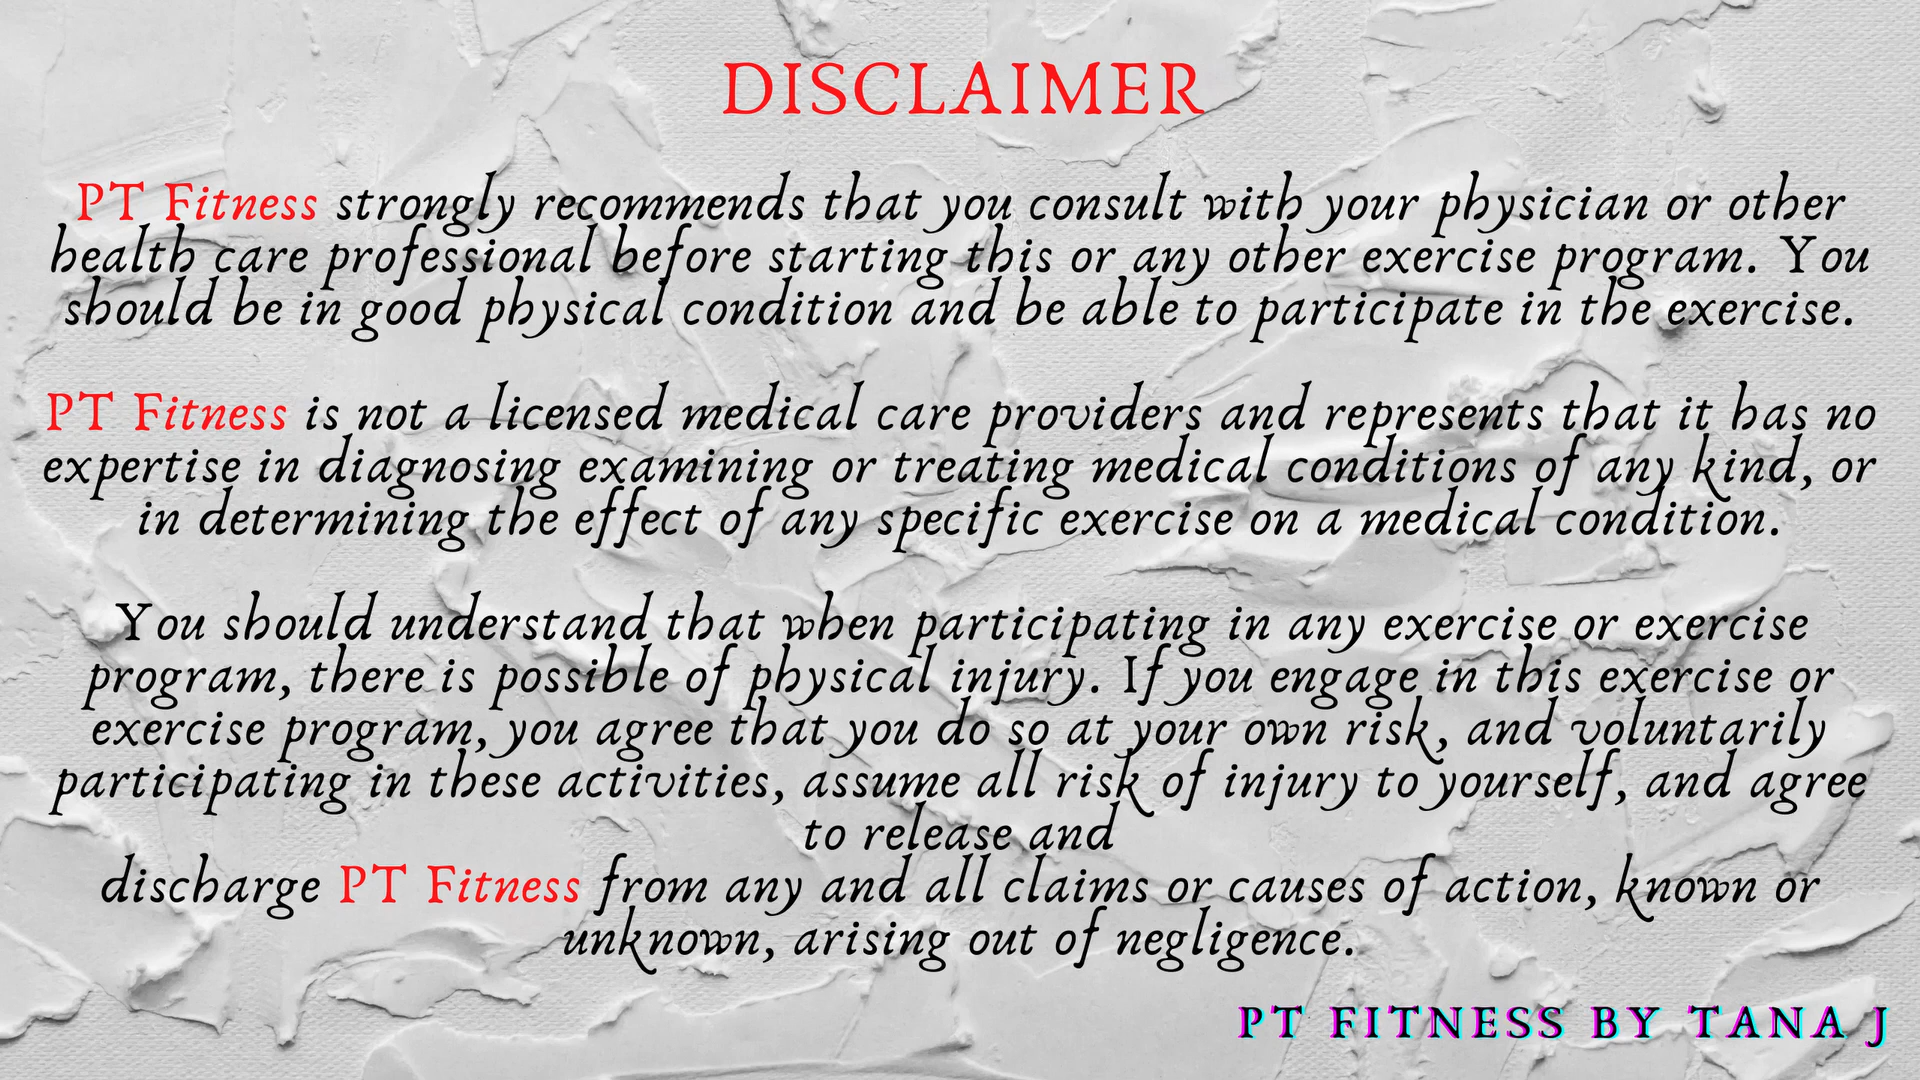 DISCLAIMER
PT Fitness strongly recommends that you consult with your physician or other
health care professional before starting this or any other exercise program. You
should be in good physical condition and be able to participate in the exercise.
PT Fitness is not a licensed medical care providers and represents that it has no
expertise in diagnosing examining or treating medical conditions of any kind, or
in determining the effect of any specific exercise on a medical condition.
You should understand that when participating in any exercise or exercise
program, there is possible of physical injury. If you engage in this exercise or
exercise program, you agree that you do so at your own risk, and voluntarily
participating in these activities, assume all risk of injury to yourself, and agree
to release and
discharge PT Fitness from any and all claims or causes of action, known or
unknown, arising out of negligence.
PT FITNESS BY TANA J